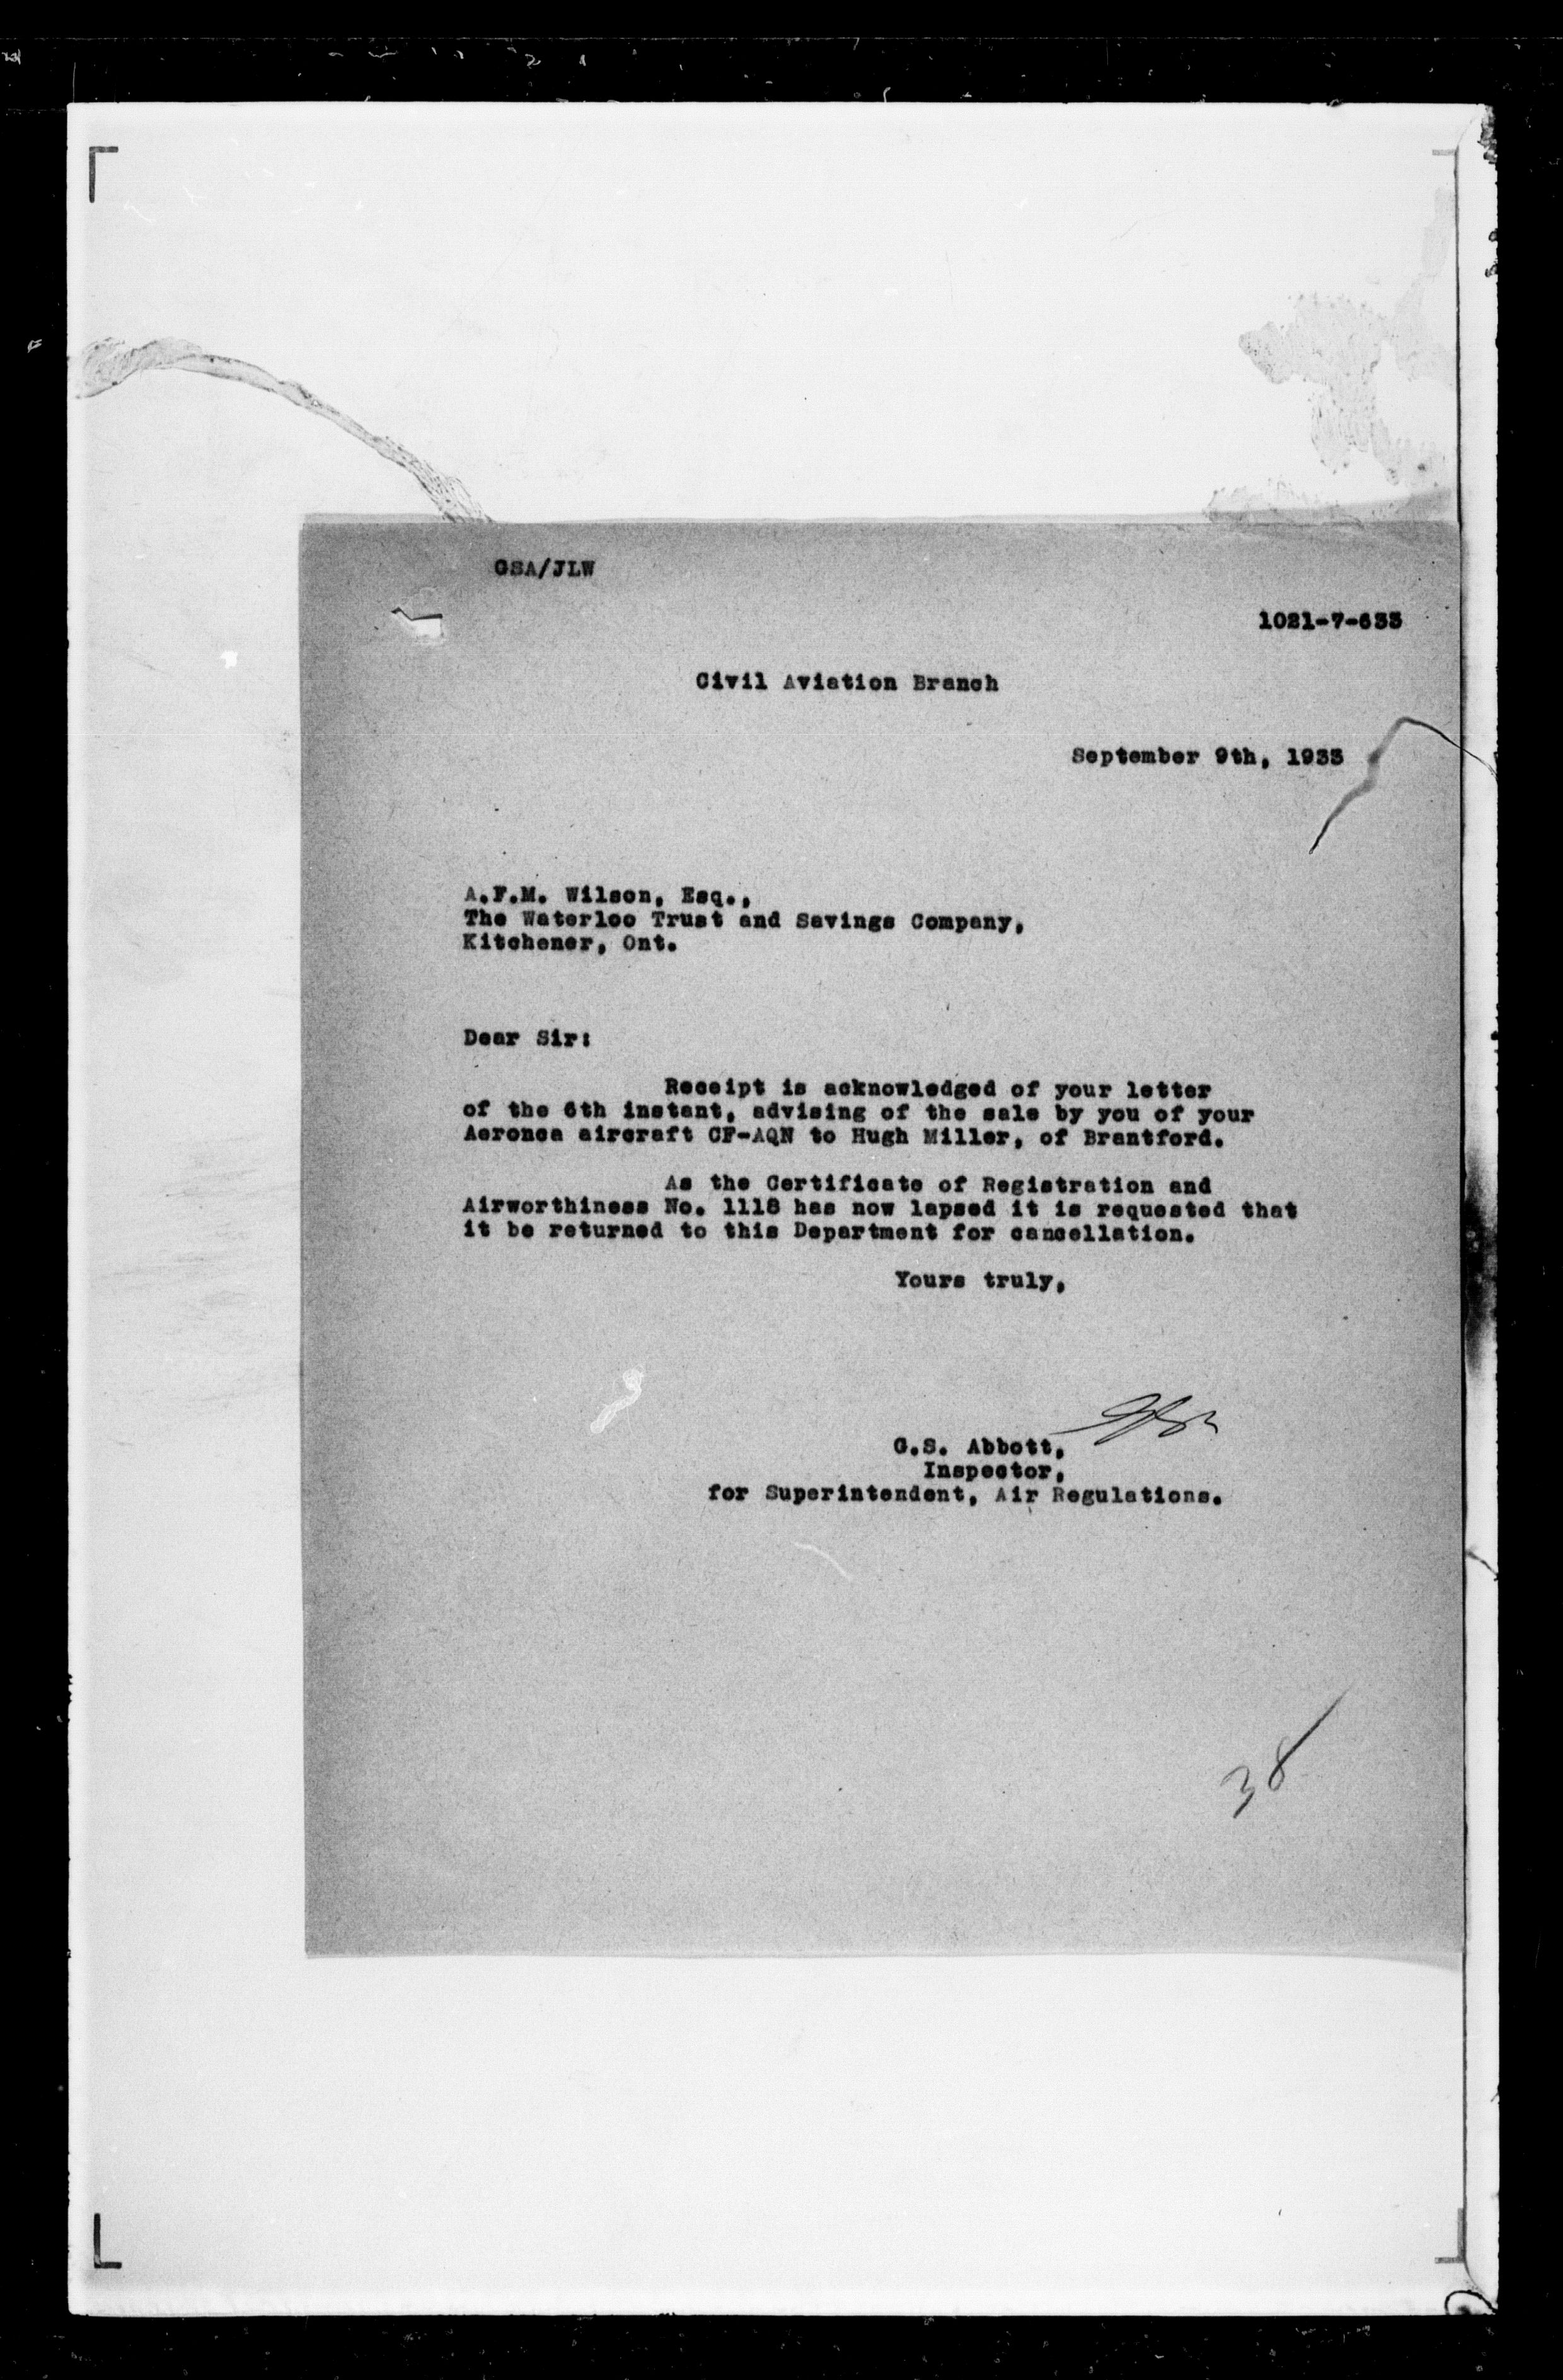 GSA/JLW
1021-7-633
Civil Aviation Branch
September 9th, 1933
A.F.M. Wilson, Esq.,
The Waterloo Trust and Savings Company,
Kitchener, Ont.
Dear Sir:
Receipt is acknowledged of your letter
of the 6th instant, advising of the sale by you of your
Aeronca aircraft CF-AQN to Hugh Miller, of Brantford.
As the Certificate of Registration and
Airworthiness No. 1118 has now lapsed it is requested that
it be returned to this Department for cancellation.
Yours truly,
G.S. Abbott,
Inspector,
for Superintendent, Air Regulations.
38